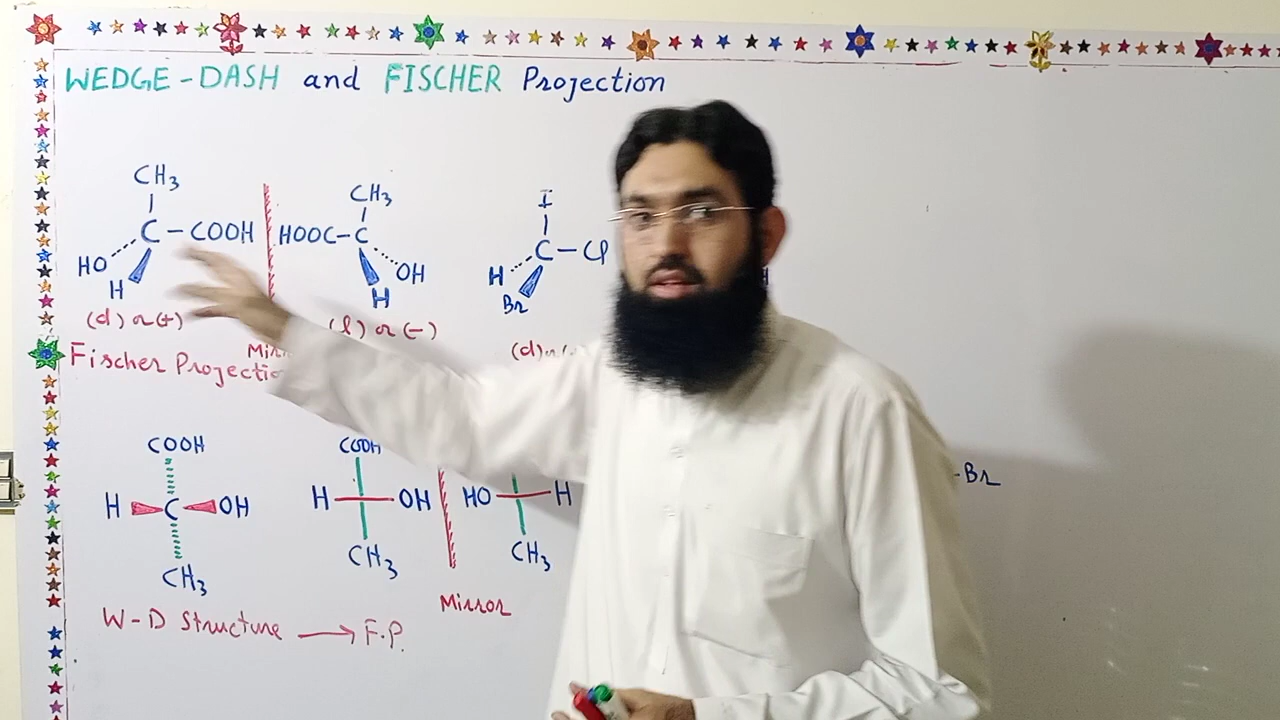 WEDGE-DASH and FISCHER Projection
CH3
C - COOH
HO
H
(d) or (+)
CH3
HOOC - C
OH
H
(l) or (-)
I
C - Cl
H
Br
(d)
Fischer
COOH
H C OH
CH3
COOH
H OH
CH3
HO H
CH3
Mirror
-Br
W-D Structure → F.P.